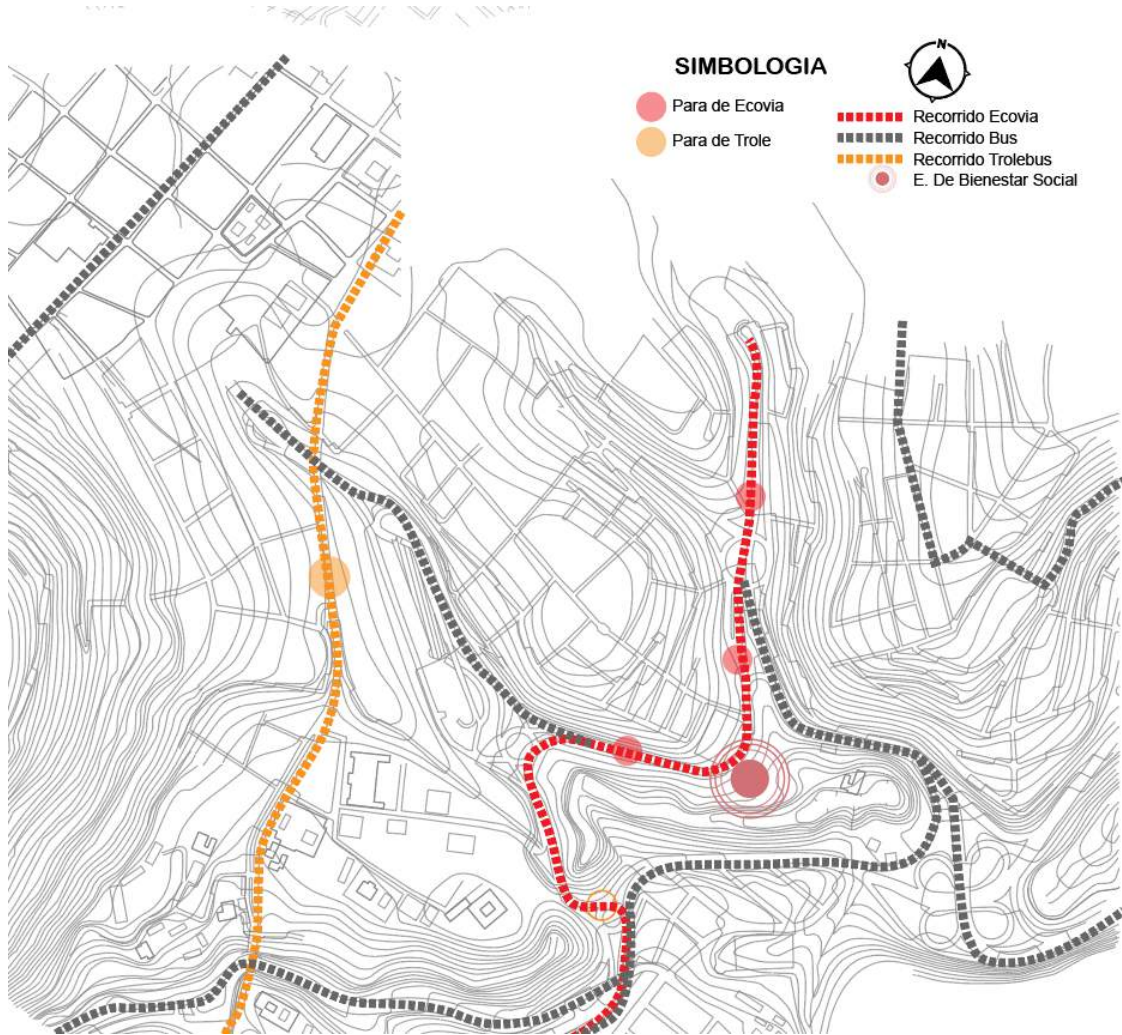 SIMBOLOGIA
N
Para de Ecovia
Para de Trole
Recorrido Ecovia
Recorrido Bus
Recorrido Trolebus
E. De Bienestar Social